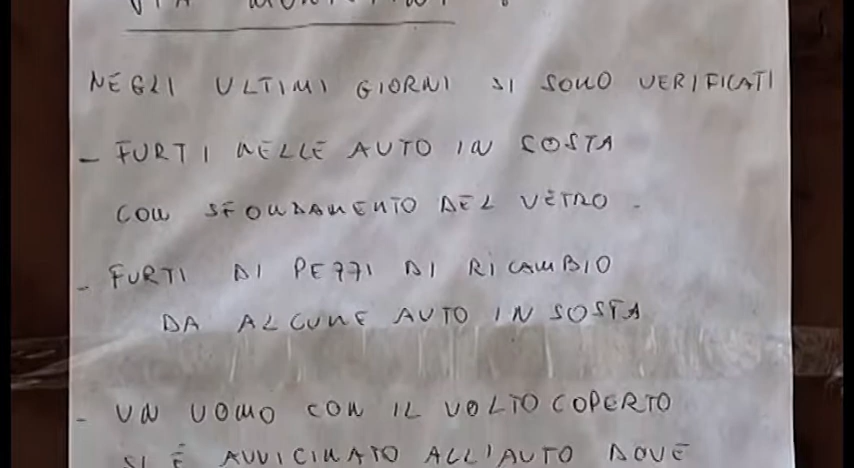 VIA
NEGLI ULTIMI GIORNI SI SONO VERIFICATI
- FURTI NELLE AUTO IN SOSTA
CON SFONDAMENTO DEL VETRO.
- FURTI DI PEZZI DI RICAMBIO
DA ALCUNE AUTO IN SOSTA
- UN UOMO CON IL VOLTO COPERTO
SI È AVVICINATO ALL'AUTO DOVE